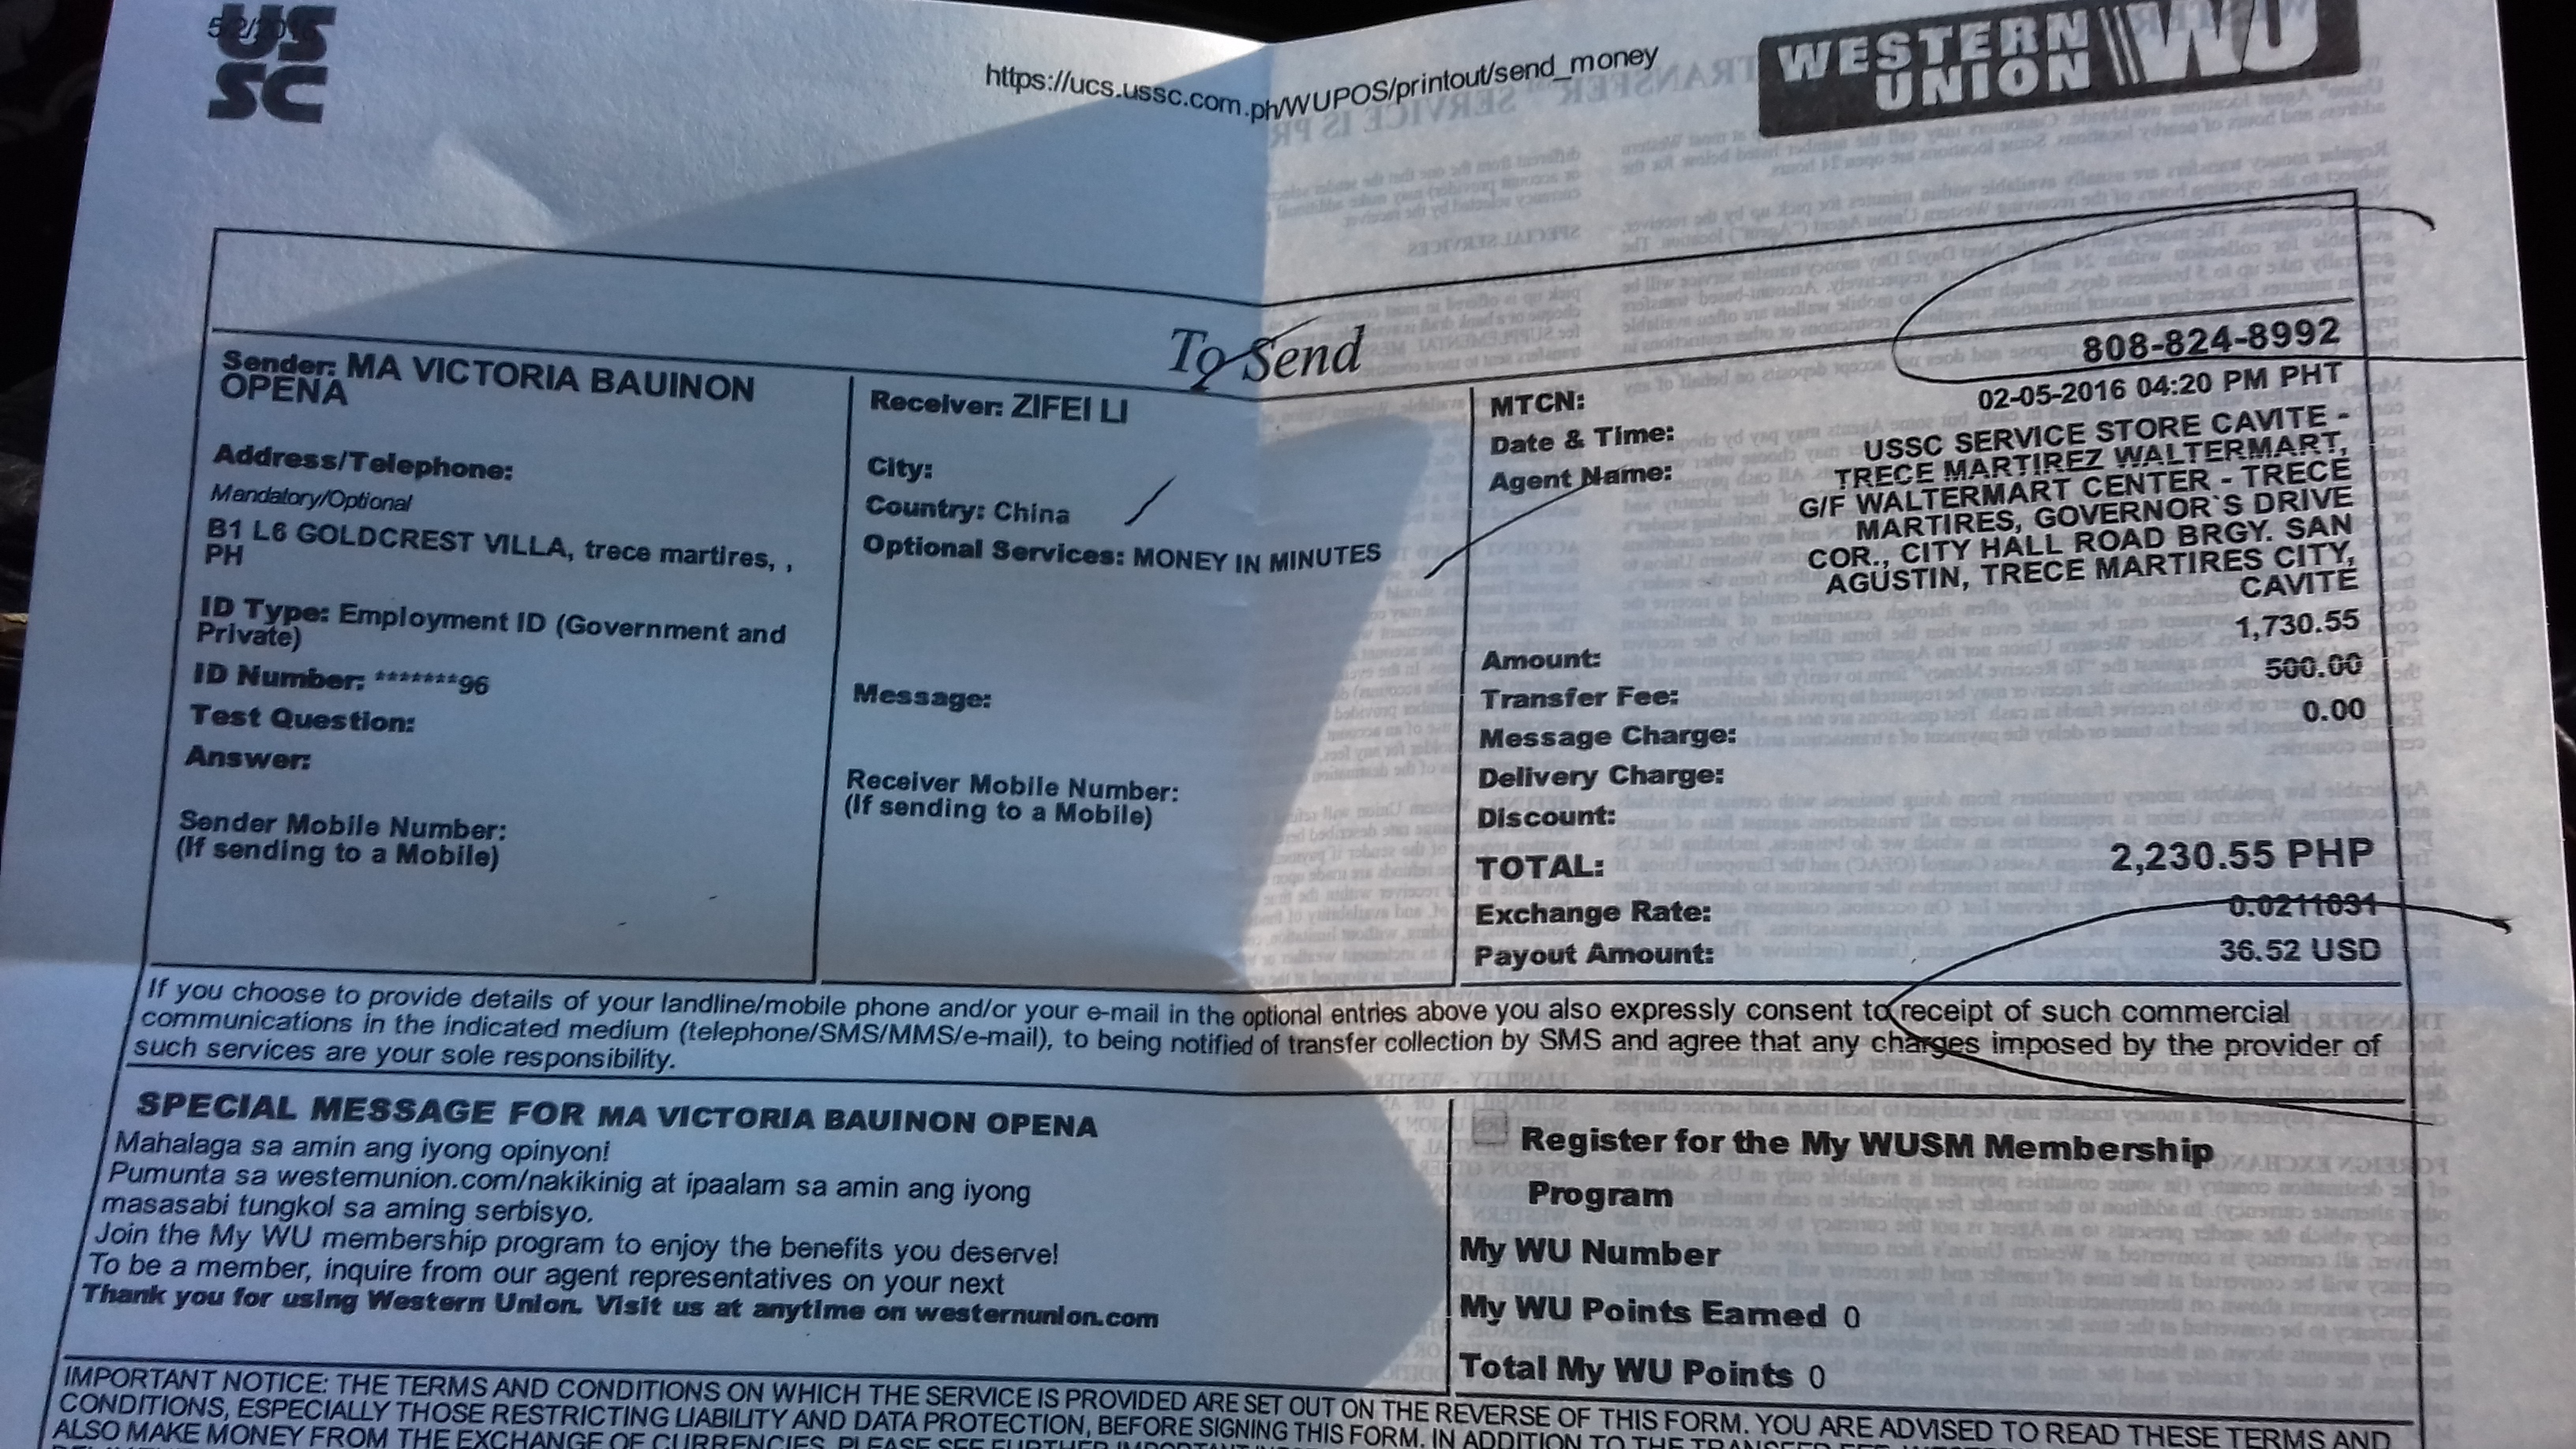 US
SC
https://ucs.ussc.com.ph/WUPOS/printout/send_money
WESTERN
UNION
WU
To Send
Sender: MA VICTORIA BAUINON
OPENA
Address/Telephone:
Mandatory/Optional
B1 L6 GOLDCREST VILLA, trece martires, ,
PH
ID Type: Employment ID (Government and
Private)
ID Number: *******96
Test Question:
Answer:
Sender Mobile Number:
(If sending to a Mobile)
Receiver: ZIFEI LI
City:
Country: China
Optional Services: MONEY IN MINUTES
Message:
Receiver Mobile Number:
(If sending to a Mobile)
MTCN: 808-824-8992
Date & Time: 02-05-2016 04:20 PM PHT
Agent Name: USSC SERVICE STORE CAVITE -
TRECE MARTIREZ WALTERMART,
G/F WALTERMART CENTER - TRECE
MARTIRES, GOVERNOR`S DRIVE
COR., CITY HALL ROAD BRGY. SAN
AGUSTIN, TRECE MARTIRES CITY,
CAVITE
Amount: 1,730.55
Transfer Fee: 500.00
Message Charge: 0.00
Delivery Charge:
Discount:
TOTAL: 2,230.55 PHP
Exchange Rate: 0.0211031
Payout Amount: 36.52 USD
If you choose to provide details of your landline/mobile phone and/or your e-mail in the optional entries above you also expressly consent to receipt of such commercial
communications in the indicated medium (telephone/SMS/MMS/e-mail), to being notified of transfer collection by SMS and agree that any charges imposed by the provider of
such services are your sole responsibility.
SPECIAL MESSAGE FOR MA VICTORIA BAUINON OPENA
Mahalaga sa amin ang iyong opinyon!
Pumunta sa westernunion.com/nakikinig at ipaalam sa amin ang iyong
masasabi tungkol sa aming serbisyo.
Join the My WU membership program to enjoy the benefits you deserve!
To be a member, inquire from our agent representatives on your next
Thank you for using Western Union. Visit us at anytime on westernunion.com
Register for the My WUSM Membership
Program
My WU Number
My WU Points Earned 0
Total My WU Points 0
IMPORTANT NOTICE: THE TERMS AND CONDITIONS ON WHICH THE SERVICE IS PROVIDED ARE SET OUT ON THE REVERSE OF THIS FORM. YOU ARE ADVISED TO READ THESE TERMS AND
CONDITIONS, ESPECIALLY THOSE RESTRICTING LIABILITY AND DATA PROTECTION, BEFORE SIGNING THIS FORM. IN ADDITION TO THE
ALSO MAKE MONEY FROM THE EXCHANGE OF CURRENCIES. PLEASE SEE FURTHER